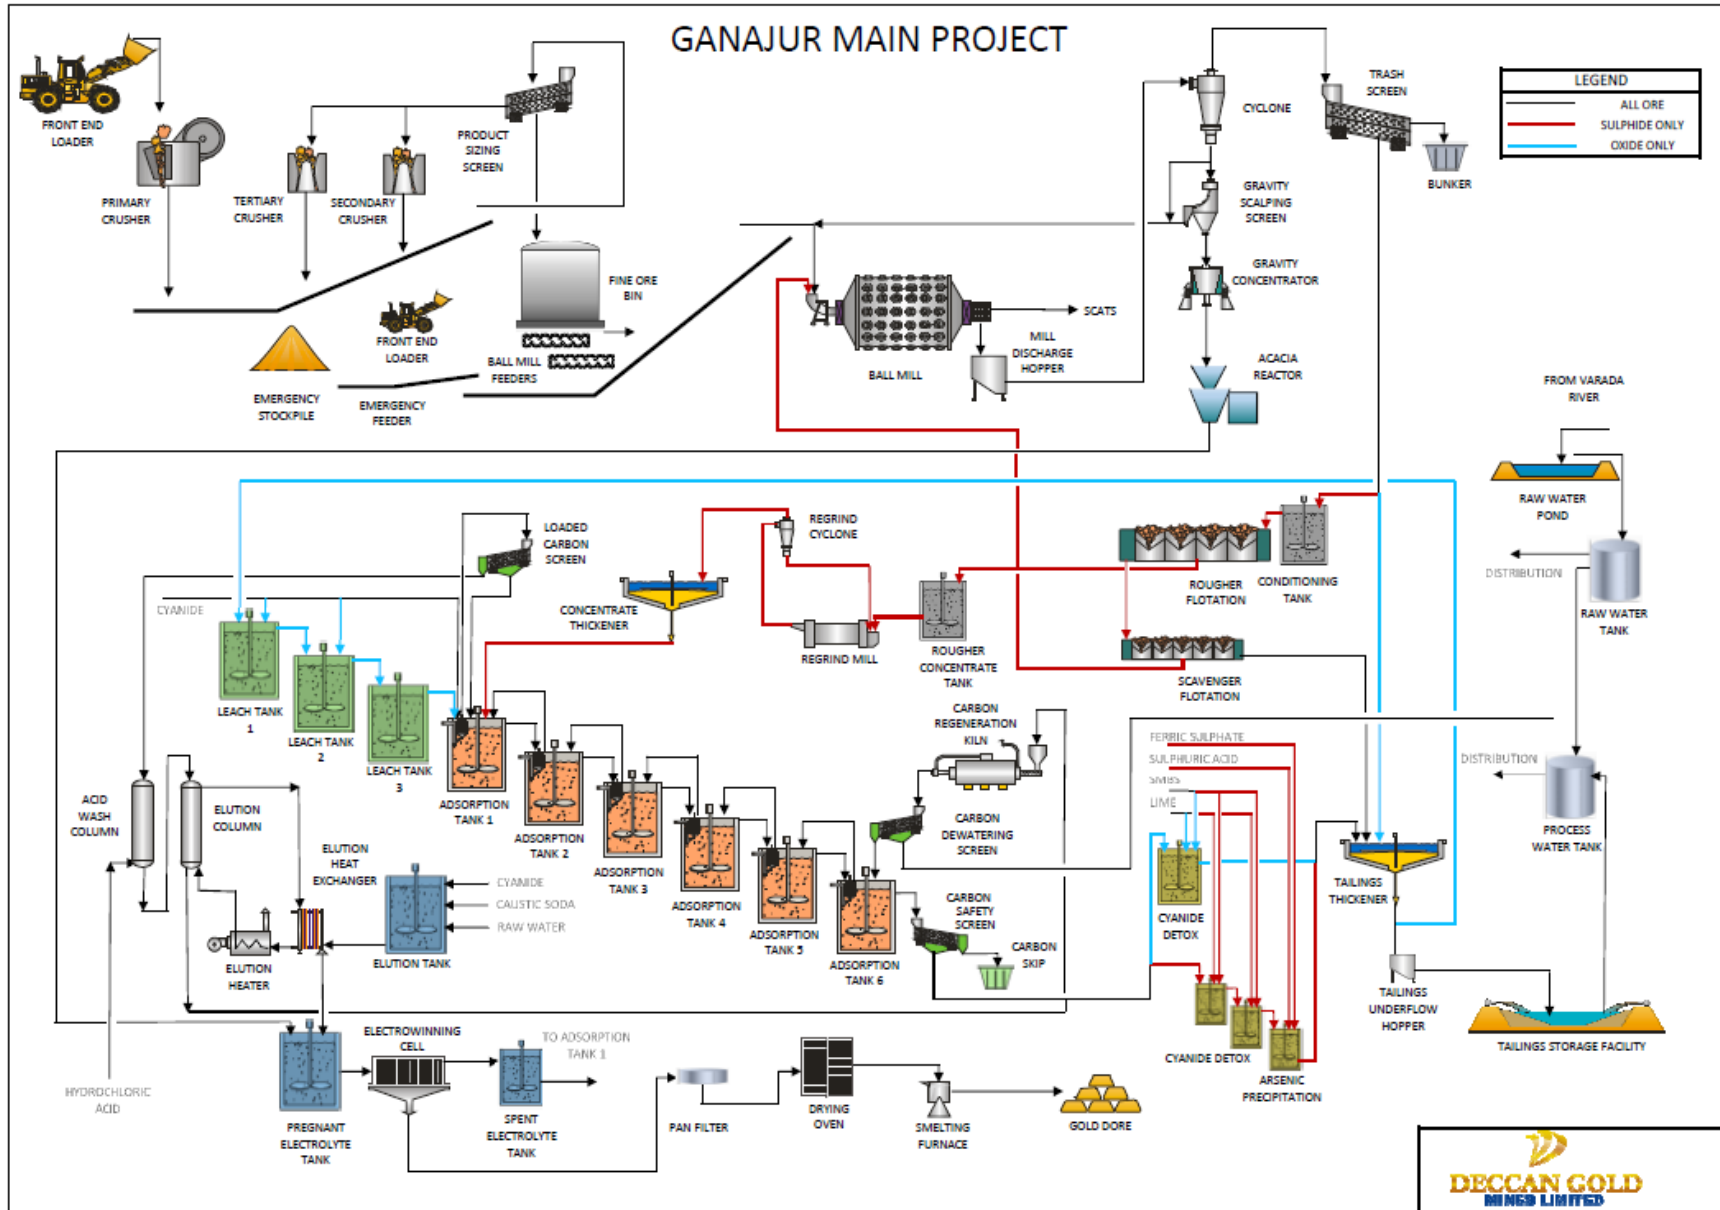 GANAJUR MAIN PROJECT
LEGEND
ALL ORE
SULPHIDE ONLY
OXIDE ONLY
FRONT END
LOADER
PRIMARY
CRUSHER
TERTIARY
CRUSHER
SECONDARY
CRUSHER
PRODUCT
SIZING
SCREEN
CYCLONE
TRASH
SCREEN
BUNKER
GRAVITY
SCALPING
SCREEN
GRAVITY
CONCENTRATOR
FINE ORE
BIN
FRONT END
LOADER
BALL MILL
FEEDERS
EMERGENCY
STOCKPILE
EMERGENCY
FEEDER
BALL MILL
SCATS
MILL
DISCHARGE
HOPPER
ACACIA
REACTOR
FROM VARADA
RIVER
RAW WATER
POND
DISTRIBUTION
RAW WATER
TANK
LOADED
CARBON
SCREEN
REGRIND
CYCLONE
CONCENTRATE
THICKENER
REGRIND MILL
ROUGHER
CONCENTRATE
TANK
ROUGHER
FLOTATION
CONDITIONING
TANK
SCAVENGER
FLOTATION
CYANIDE
LEACH TANK
1
LEACH TANK
2
LEACH TANK
3
ADSORPTION
TANK 1
ADSORPTION
TANK 2
ADSORPTION
TANK 3
ADSORPTION
TANK 4
ADSORPTION
TANK 5
ADSORPTION
TANK 6
CARBON
REGENERATION
KILN
CARBON
DEWATERING
SCREEN
CARBON
SAFETY
SCREEN
CARBON
SKIP
FERRIC SULPHATE
SULPHURIC ACID
SMBS
LIME
CYANIDE
DETOX
DISTRIBUTION
PROCESS
WATER TANK
TAILINGS
THICKENER
ACID
WASH
COLUMN
ELUTION
COLUMN
ELUTION
HEAT
EXCHANGER
CYANIDE
CAUSTIC SODA
RAW WATER
ELUTION
HEATER
ELUTION TANK
TAILINGS
UNDERFLOW
HOPPER
TAILINGS STORAGE FACILITY
CYANIDE DETOX
ARSENIC
PRECIPITATION
HYDROCHLORIC
ACID
PREGNANT
ELECTROLYTE
TANK
ELECTROWINNING
CELL
TO ADSORPTION
TANK 1
SPENT
ELECTROLYTE
TANK
PAN FILTER
DRYING
OVEN
SMELTING
FURNACE
GOLD DORE
DECCAN GOLD
MINES LIMITED